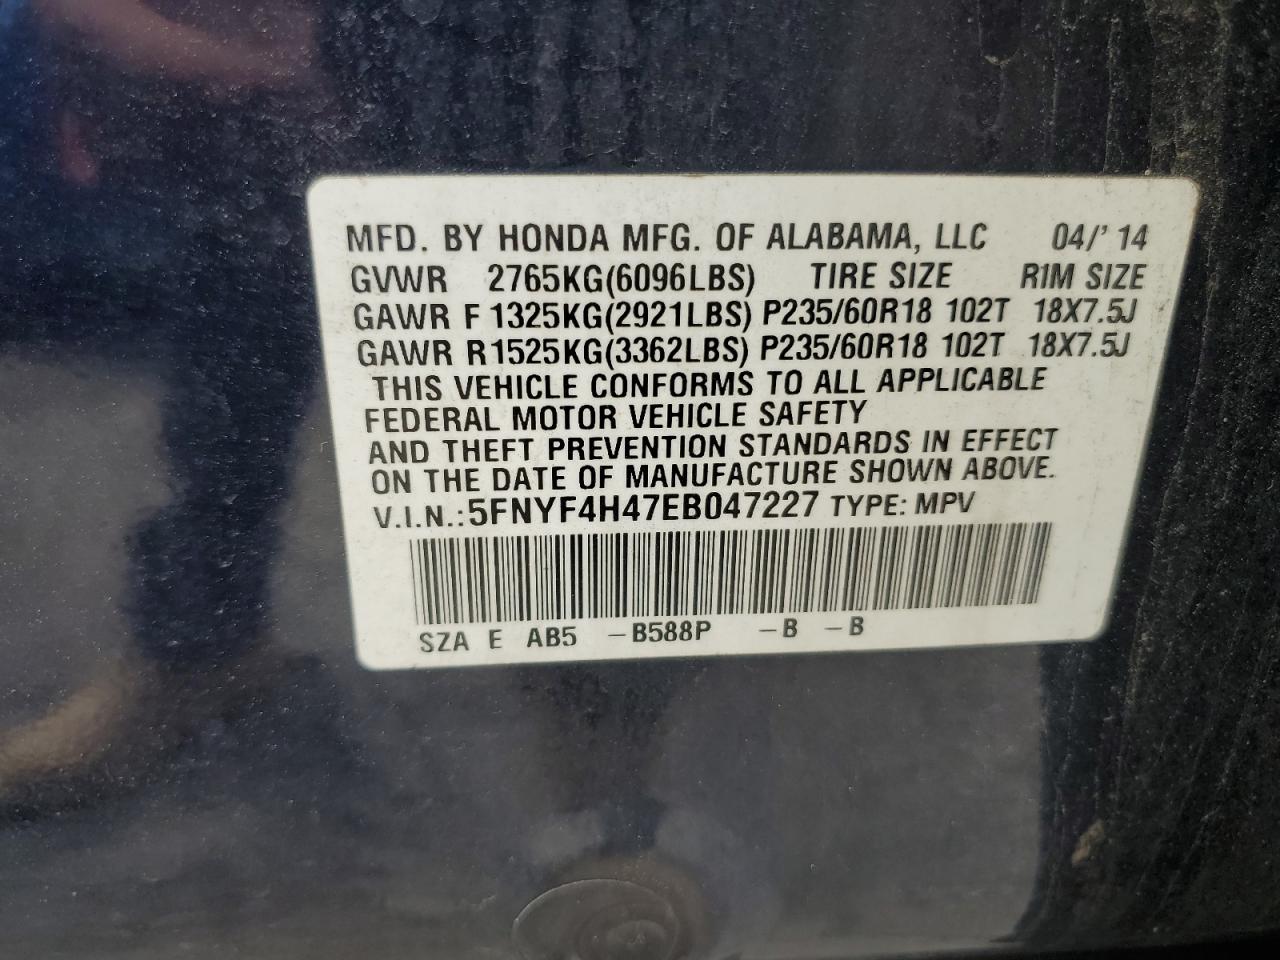 MFD. BY HONDA MFG. OF ALABAMA, LLC 04/'14
GVWR 2765KG(6096LBS) TIRE SIZE RIM SIZE
GAWR F 1325KG(2921LBS) P235/60R18 102T 18X7.5J
GAWR R 1525KG(3362LBS) P235/60R18 102T 18X7.5J
THIS VEHICLE CONFORMS TO ALL APPLICABLE
FEDERAL MOTOR VEHICLE SAFETY
AND THEFT PREVENTION STANDARDS IN EFFECT
ON THE DATE OF MANUFACTURE SHOWN ABOVE.
V.I.N.: 5FNYF4H47EB047227 TYPE: MPV
SZA E AB5 -B588P -B -B